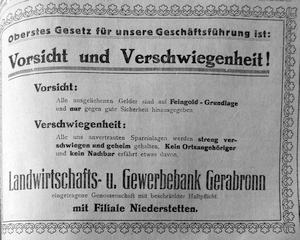 Oberstes Gesetz für unsere Geschäftsführung ist:
Vorsicht und Verschwiegenheit!
Vorsicht:
Alle ausgeliehenen Gelder sind auf Feingold-Grundlage
und nur gegen gute Sicherheit hinausgegeben
Verschwiegenheit:
Alle uns anvertrauten Spareinlagen werden streng ver-
schwiegen und geheim gehalten. Kein Ortsangehöriger
und kein Nachbar erfährt etwas davon.
Landwirtschafts- u. Gewerbebank Gerabronn
eingetragene Genossenschaft mit beschränkter Haftpflicht
mit Filiale Niederstetten.